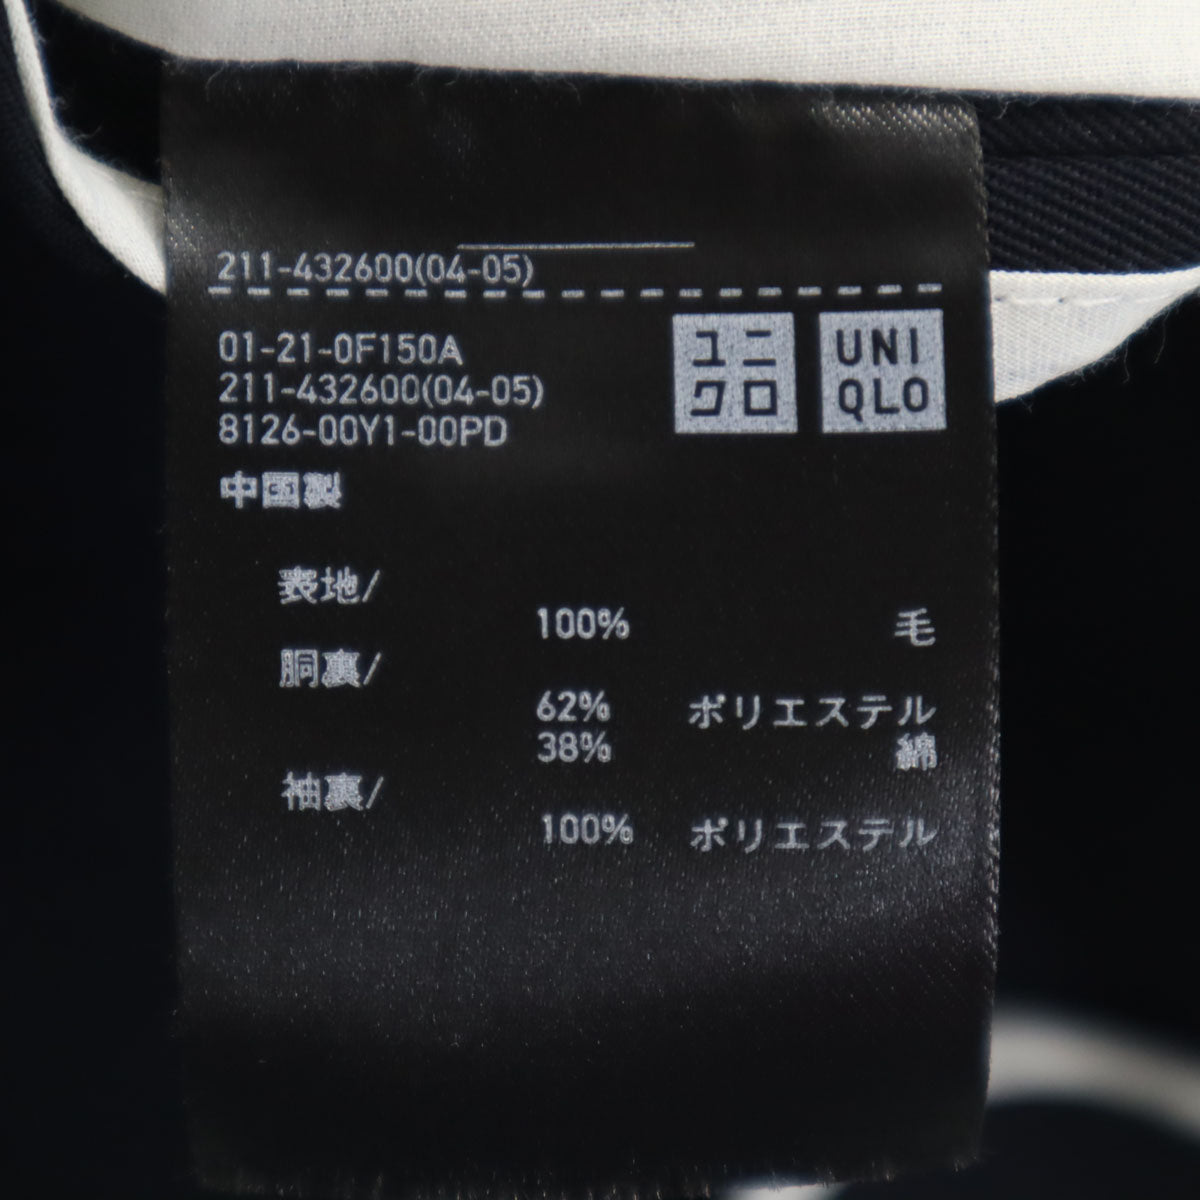 211-432600(04-05)
01-21-0F150A
211-432600(04-05)
8126-00Y1-00PD
ユニ
クロ
UNI
QLO
中国製
表地/
100% 毛
胴裏/
62% ポリエステル
38% 綿
袖裏/
100% ポリエステル